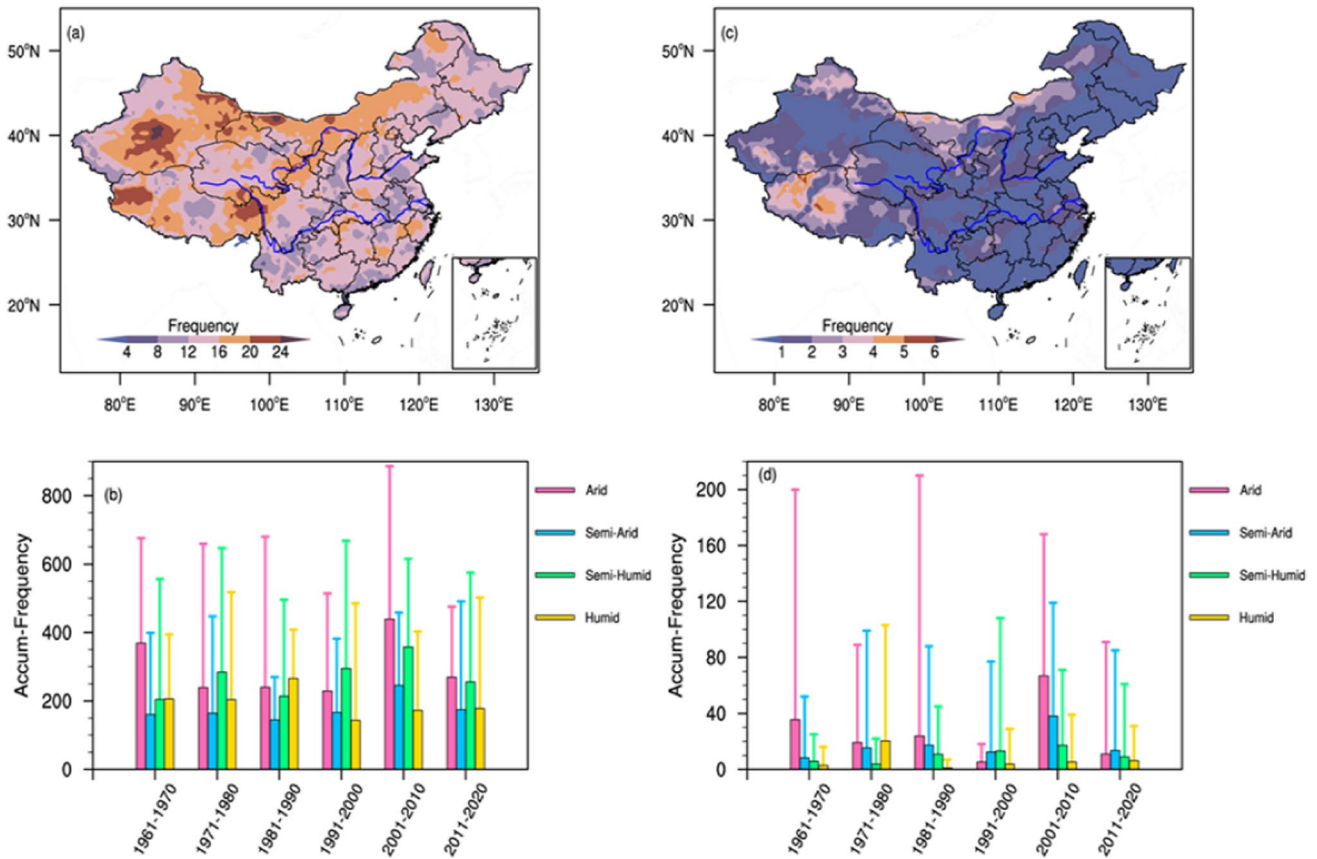 (a)
50°N
40°N
30°N
20°N
Frequency
4 8 12 16 20 24
80°E 90°E 100°E 110°E 120°E 130°E
(c)
50°N
40°N
30°N
20°N
Frequency
1 2 3 4 5 6
80°E 90°E 100°E 110°E 120°E 130°E
(b)
Accum-Frequency
800
600
400
200
0
1961-1970
1971-1980
1981-1990
1991-2000
2001-2010
2011-2020
Arid
Semi-Arid
Semi-Humid
Humid
(d)
Accum-Frequency
200
160
120
80
40
0
1961-1970
1971-1980
1981-1990
1991-2000
2001-2010
2011-2020
Arid
Semi-Arid
Semi-Humid
Humid